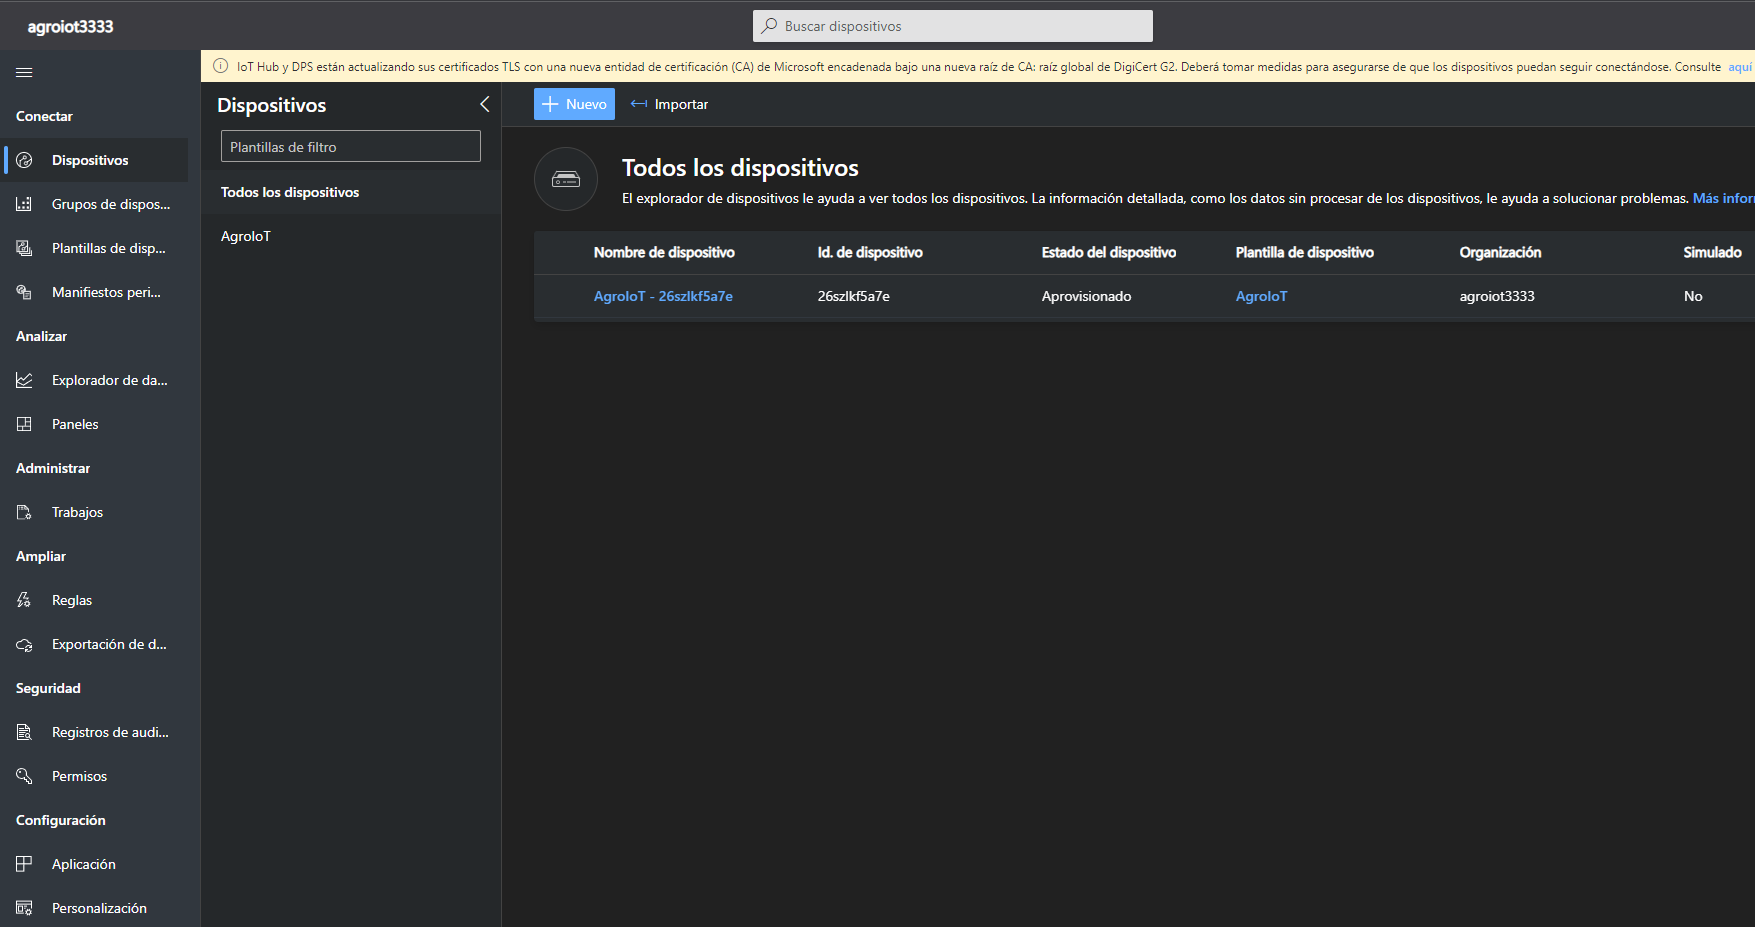 agroiot3333
Buscar dispositivos
IoT Hub y DPS están actualizando sus certificados TLS con una nueva entidad de certificación (CA) de Microsoft encadenada bajo una nueva raíz de CA: raíz global de DigiCert G2. Deberá tomar medidas para asegurarse de que los dispositivos puedan seguir conectándose. Consulte aquí
Conectar
Dispositivos
Grupos de dispos...
Plantillas de disp...
Manifiestos peri...
Analizar
Explorador de da...
Paneles
Administrar
Trabajos
Ampliar
Reglas
Exportación de d...
Seguridad
Registros de audi...
Permisos
Configuración
Aplicación
Personalización
Dispositivos
Plantillas de filtro
Todos los dispositivos
AgroIoT
Nuevo Importar
Todos los dispositivos
El explorador de dispositivos le ayuda a ver todos los dispositivos. La información detallada, como los datos sin procesar de los dispositivos, le ayuda a solucionar problemas. Más infor
Nombre de dispositivo Id. de dispositivo Estado del dispositivo Plantilla de dispositivo Organización Simulado
AgroIoT - 26szlkf5a7e 26szlkf5a7e Aprovisionado AgroIoT agroiot3333 No